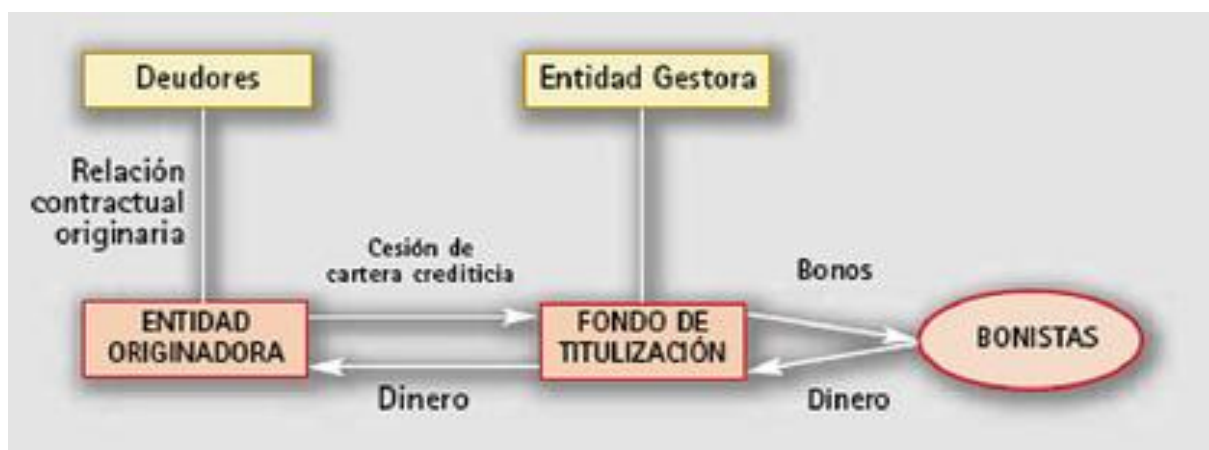 Deudores
Entidad Gestora
Relación
contractual
originaria
Cesión de
cartera crediticia
Bonos
ENTIDAD
ORIGINADORA
FONDO DE
TITULIZACIÓN
BONISTAS
Dinero
Dinero